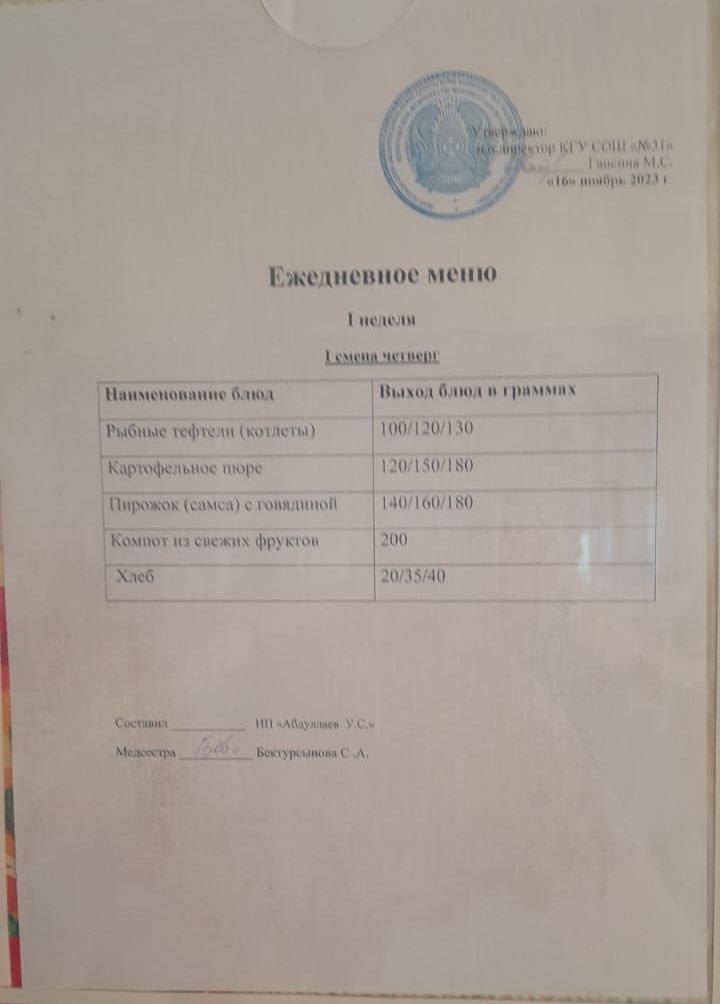 Утверждаю:
и.о.директор КГУ СОШ «№31»
Гапеина М.С.
«16» ноябрь 2023 г
Ежедневное меню
I неделя
I смена четверг
Наименование блюд Выход блюд в граммах
Рыбные тефтели (котлеты) 100/120/130
Картофельное пюре 120/150/180
Пирожок (самса) с говядиной 140/160/180
Компот из свежих фруктов 200
Хлеб 20/35/40
Составил ИП «Абдуллаев У.С.»
Медсестра Бектурсынова С .А.